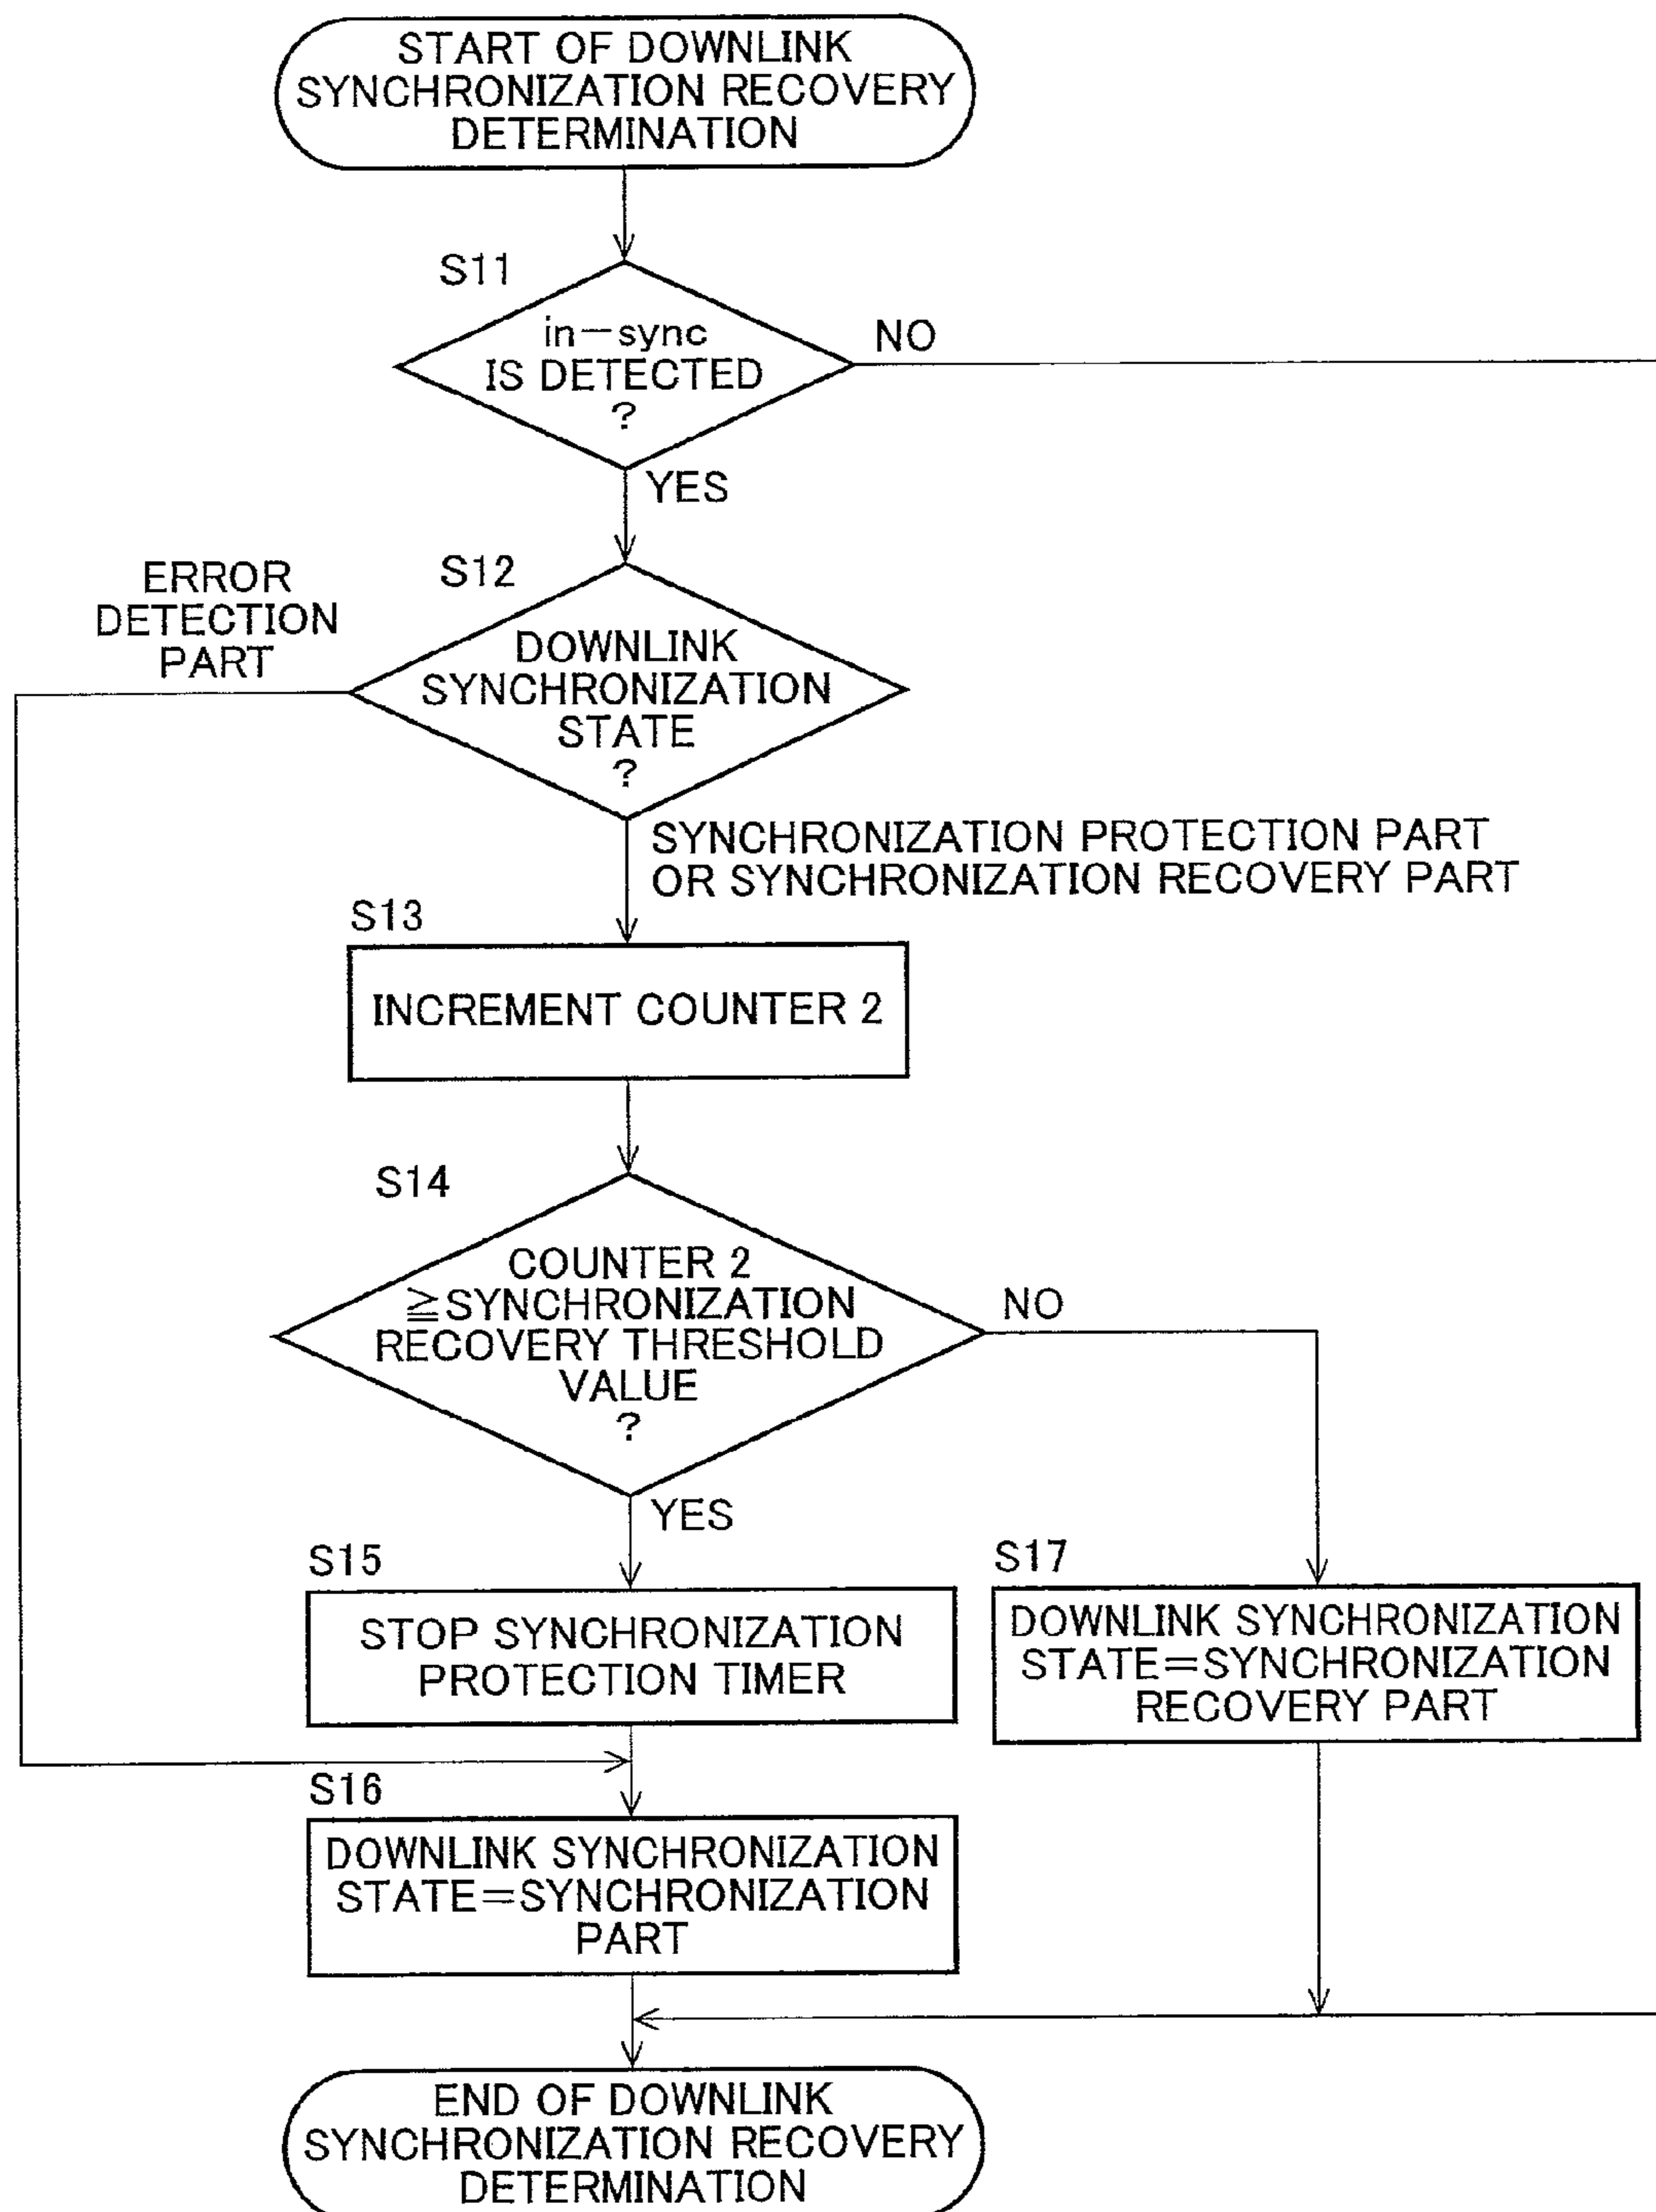 START OF DOWNLINK
SYNCHRONIZATION RECOVERY
DETERMINATION
S11
in-sync
IS DETECTED
?
NO
YES
ERROR
DETECTION
PART
S12
DOWNLINK
SYNCHRONIZATION
STATE
?
SYNCHRONIZATION PROTECTION PART
OR SYNCHRONIZATION RECOVERY PART
S13
INCREMENT COUNTER 2
S14
COUNTER 2
≧SYNCHRONIZATION
RECOVERY THRESHOLD
VALUE
?
NO
YES
S15
STOP SYNCHRONIZATION
PROTECTION TIMER
S17
DOWNLINK SYNCHRONIZATION
STATE=SYNCHRONIZATION
RECOVERY PART
S16
DOWNLINK SYNCHRONIZATION
STATE=SYNCHRONIZATION
PART
END OF DOWNLINK
SYNCHRONIZATION RECOVERY
DETERMINATION